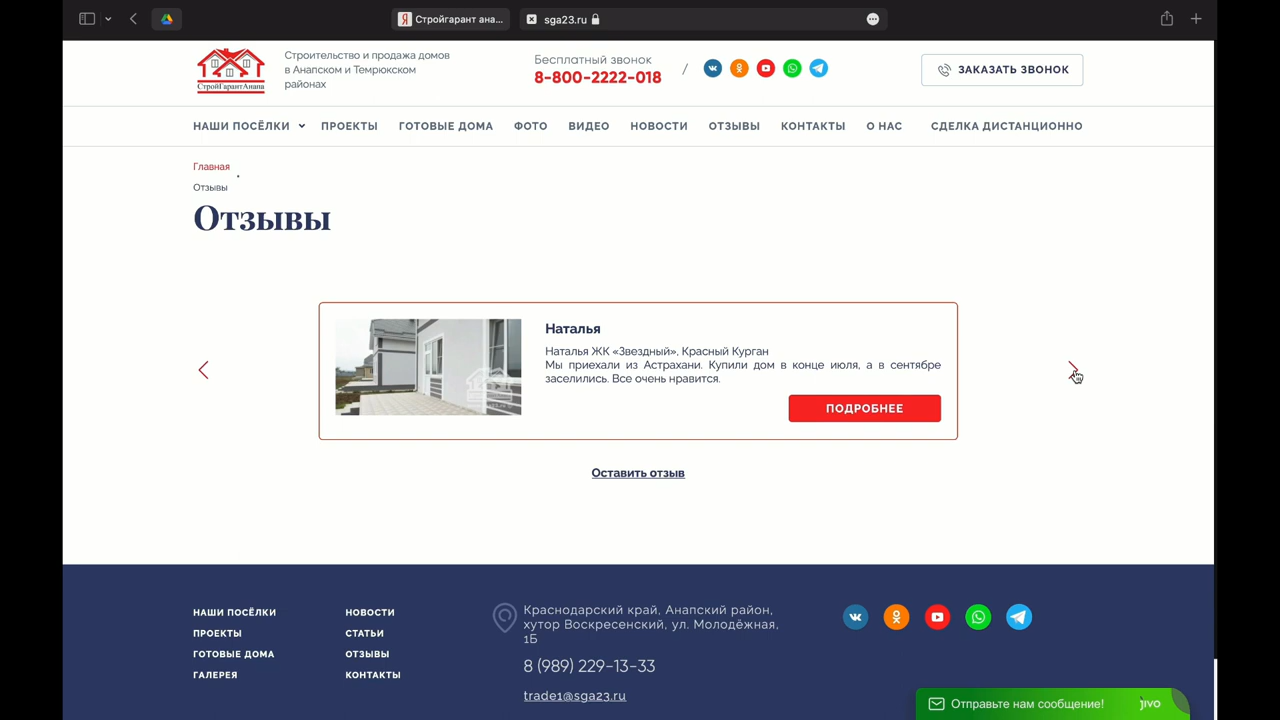 Стройгарант ана...
sga23.ru
СтройГарантАнапа
Строительство и продажа домов
в Анапском и Темрюкском
районах
Бесплатный звонок
8-800-2222-018
/
ЗАКАЗАТЬ ЗВОНОК
НАШИ ПОСЁЛКИ ПРОЕКТЫ ГОТОВЫЕ ДОМА ФОТО ВИДЕО НОВОСТИ ОТЗЫВЫ КОНТАКТЫ О НАС СДЕЛКА ДИСТАНЦИОННО
Главная
Отзывы
Отзывы
Наталья
Наталья ЖК «Звездный», Красный Курган
Мы приехали из Астрахани. Купили дом в конце июля, а в сентябре
заселились. Все очень нравится.
ПОДРОБНЕЕ
Оставить отзыв
НАШИ ПОСЁЛКИ
ПРОЕКТЫ
ГОТОВЫЕ ДОМА
ГАЛЕРЕЯ
НОВОСТИ
СТАТЬИ
ОТЗЫВЫ
КОНТАКТЫ
Краснодарский край, Анапский район,
хутор Воскресенский, ул. Молодёжная,
1Б
8 (989) 229-13-33
trade1@sga23.ru
Отправьте нам сообщение! jivo